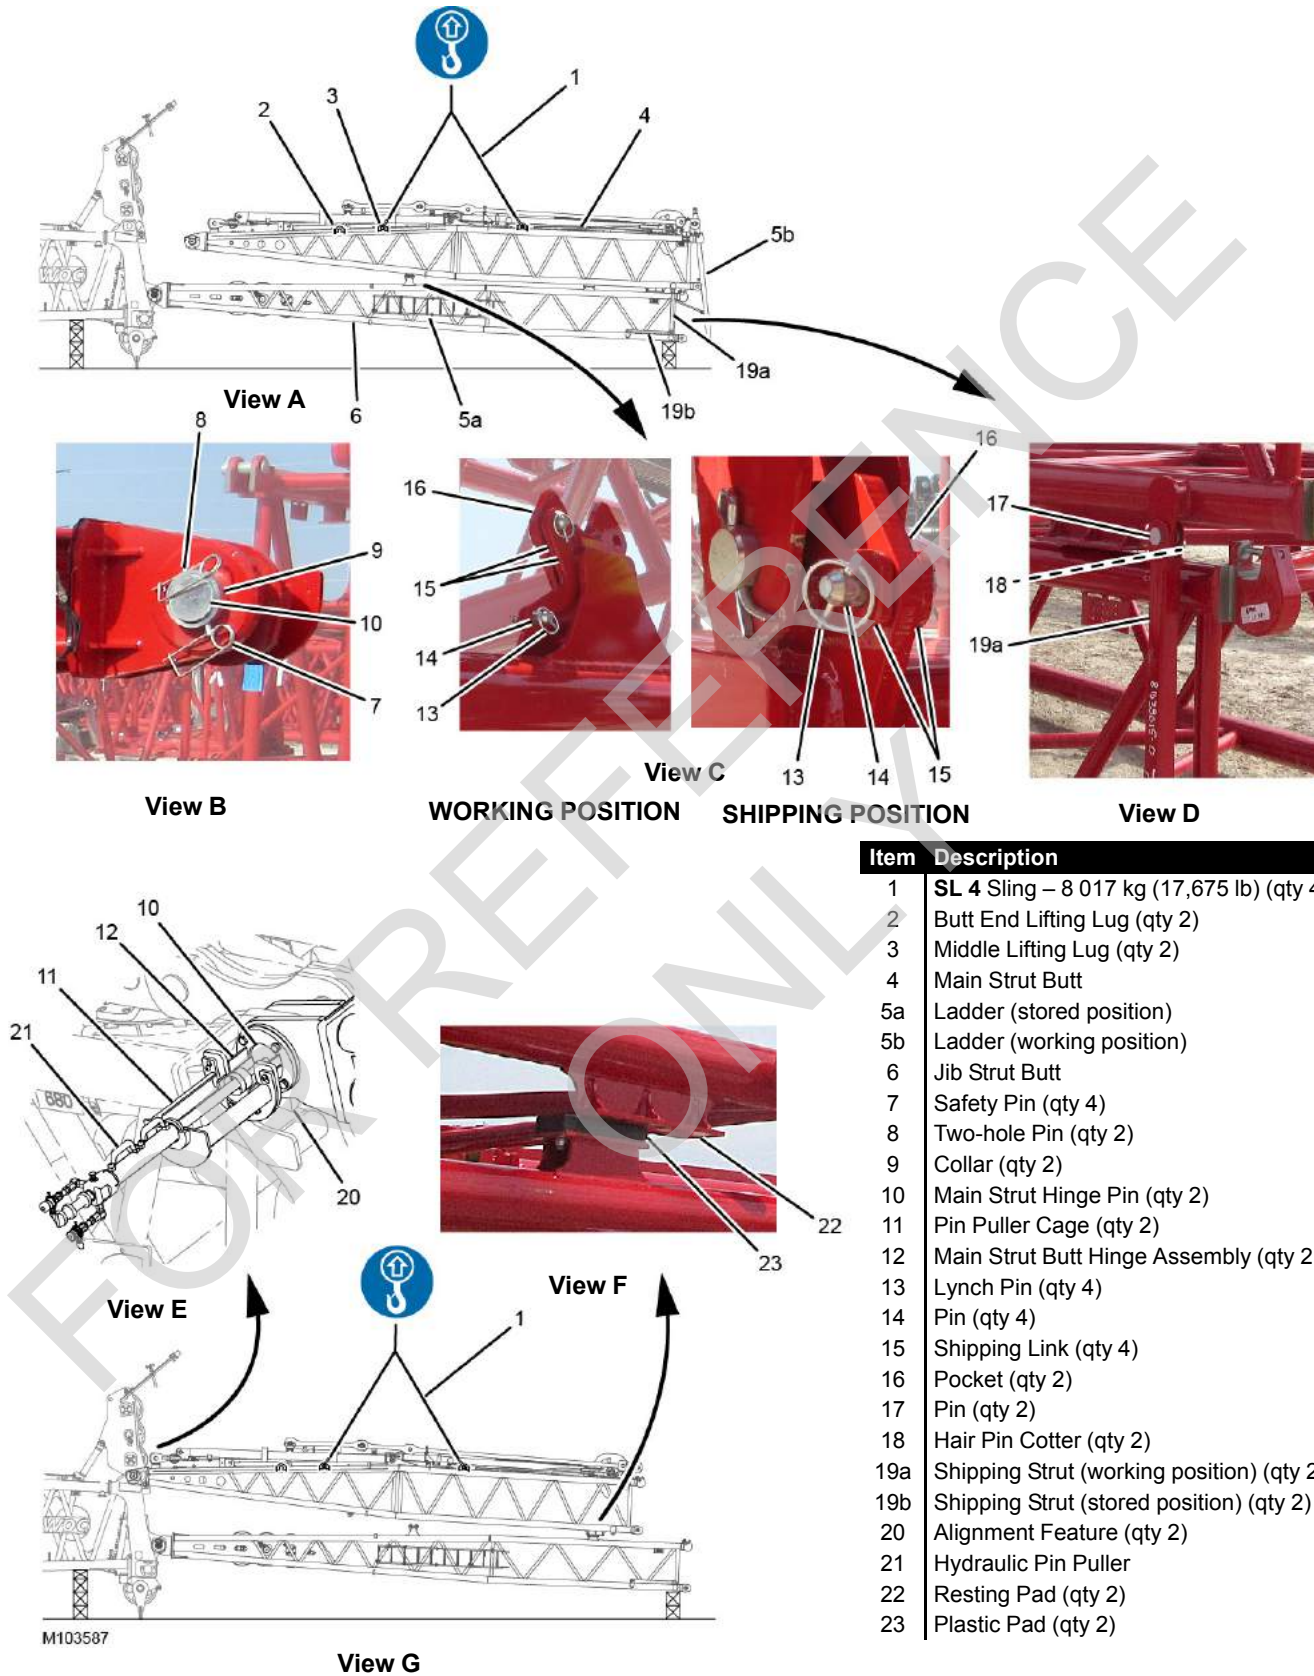 1
3
2
4
5b
19a
View A
6
5a
19b
8
16
16
17
9
15
18
10
14
19a
7
13
View C
13
14
15
View B
WORKING POSITION
SHIPPING POSITION
View D
Item Description
1 SL 4 Sling – 8 017 kg (17,675 lb) (qty 4
2 Butt End Lifting Lug (qty 2)
3 Middle Lifting Lug (qty 2)
4 Main Strut Butt
5a Ladder (stored position)
5b Ladder (working position)
6 Jib Strut Butt
7 Safety Pin (qty 4)
8 Two-hole Pin (qty 2)
9 Collar (qty 2)
10 Main Strut Hinge Pin (qty 2)
11 Pin Puller Cage (qty 2)
12 Main Strut Butt Hinge Assembly (qty 2
13 Lynch Pin (qty 4)
14 Pin (qty 4)
15 Shipping Link (qty 4)
16 Pocket (qty 2)
17 Pin (qty 2)
18 Hair Pin Cotter (qty 2)
19a Shipping Strut (working position) (qty 2
19b Shipping Strut (stored position) (qty 2)
20 Alignment Feature (qty 2)
21 Hydraulic Pin Puller
22 Resting Pad (qty 2)
23 Plastic Pad (qty 2)
10
12
11
21
880
20
22
23
View E
View F
1
M103587
View G
FOR REFERENCE
ONLY